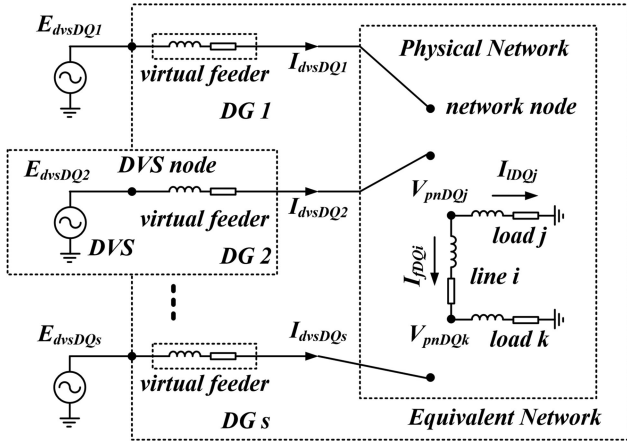 E_dvsDQ1
virtual feeder
I_dvsDQ1
DG 1
Physical Network
network node
E_dvsDQ2
DVS node
virtual feeder
DVS
DG 2
I_dvsDQ2
V_pnDQj
I_lDQj
load j
I_fDQi
line i
V_pnDQk
load k
E_dvsDQs
virtual feeder
I_dvsDQs
DG s
Equivalent Network